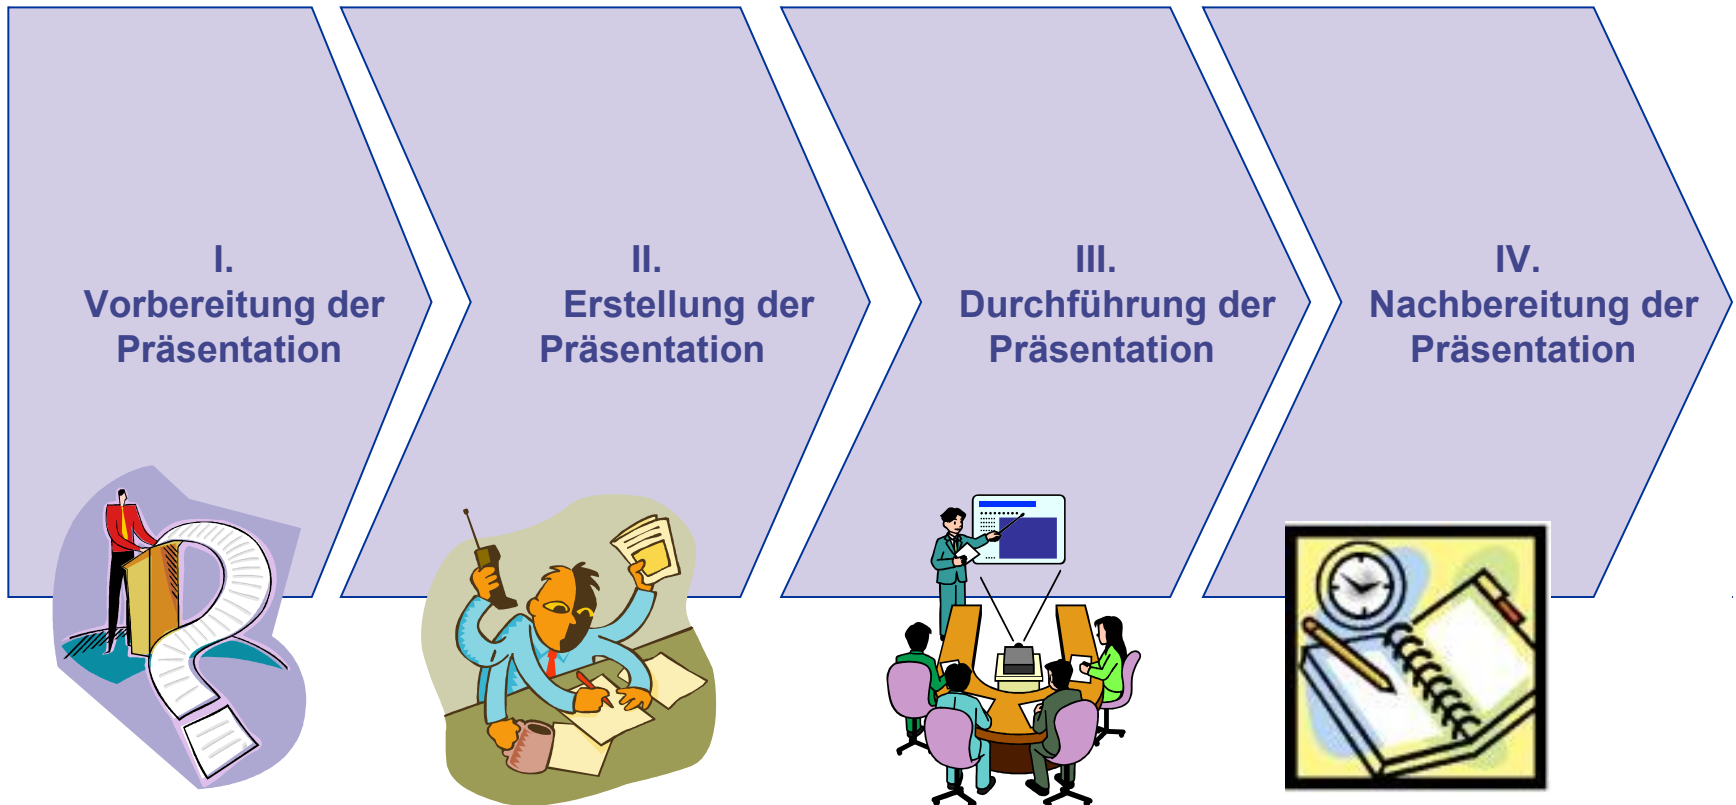 I.
Vorbereitung der
Präsentation
II.
Erstellung der
Präsentation
III.
Durchführung der
Präsentation
IV.
Nachbereitung der
Präsentation